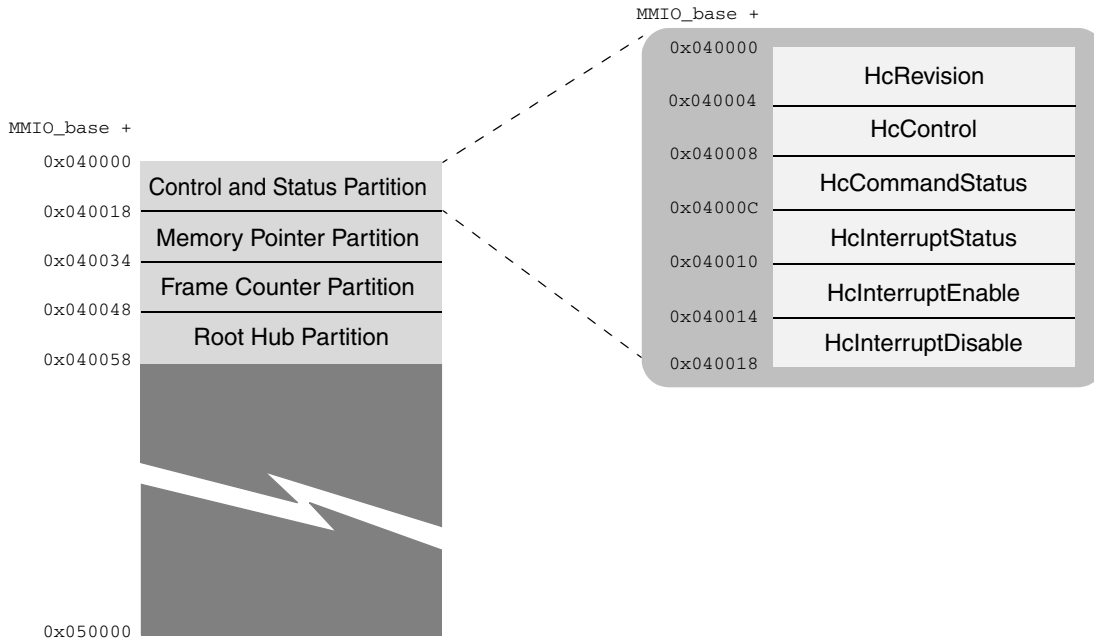 MMIO_base +
0x040000
Control and Status Partition
0x040018
Memory Pointer Partition
0x040034
Frame Counter Partition
0x040048
Root Hub Partition
0x040058
0x050000
MMIO_base +
0x040000
HcRevision
0x040004
HcControl
0x040008
HcCommandStatus
0x04000C
HcInterruptStatus
0x040010
HcInterruptEnable
0x040014
HcInterruptDisable
0x040018